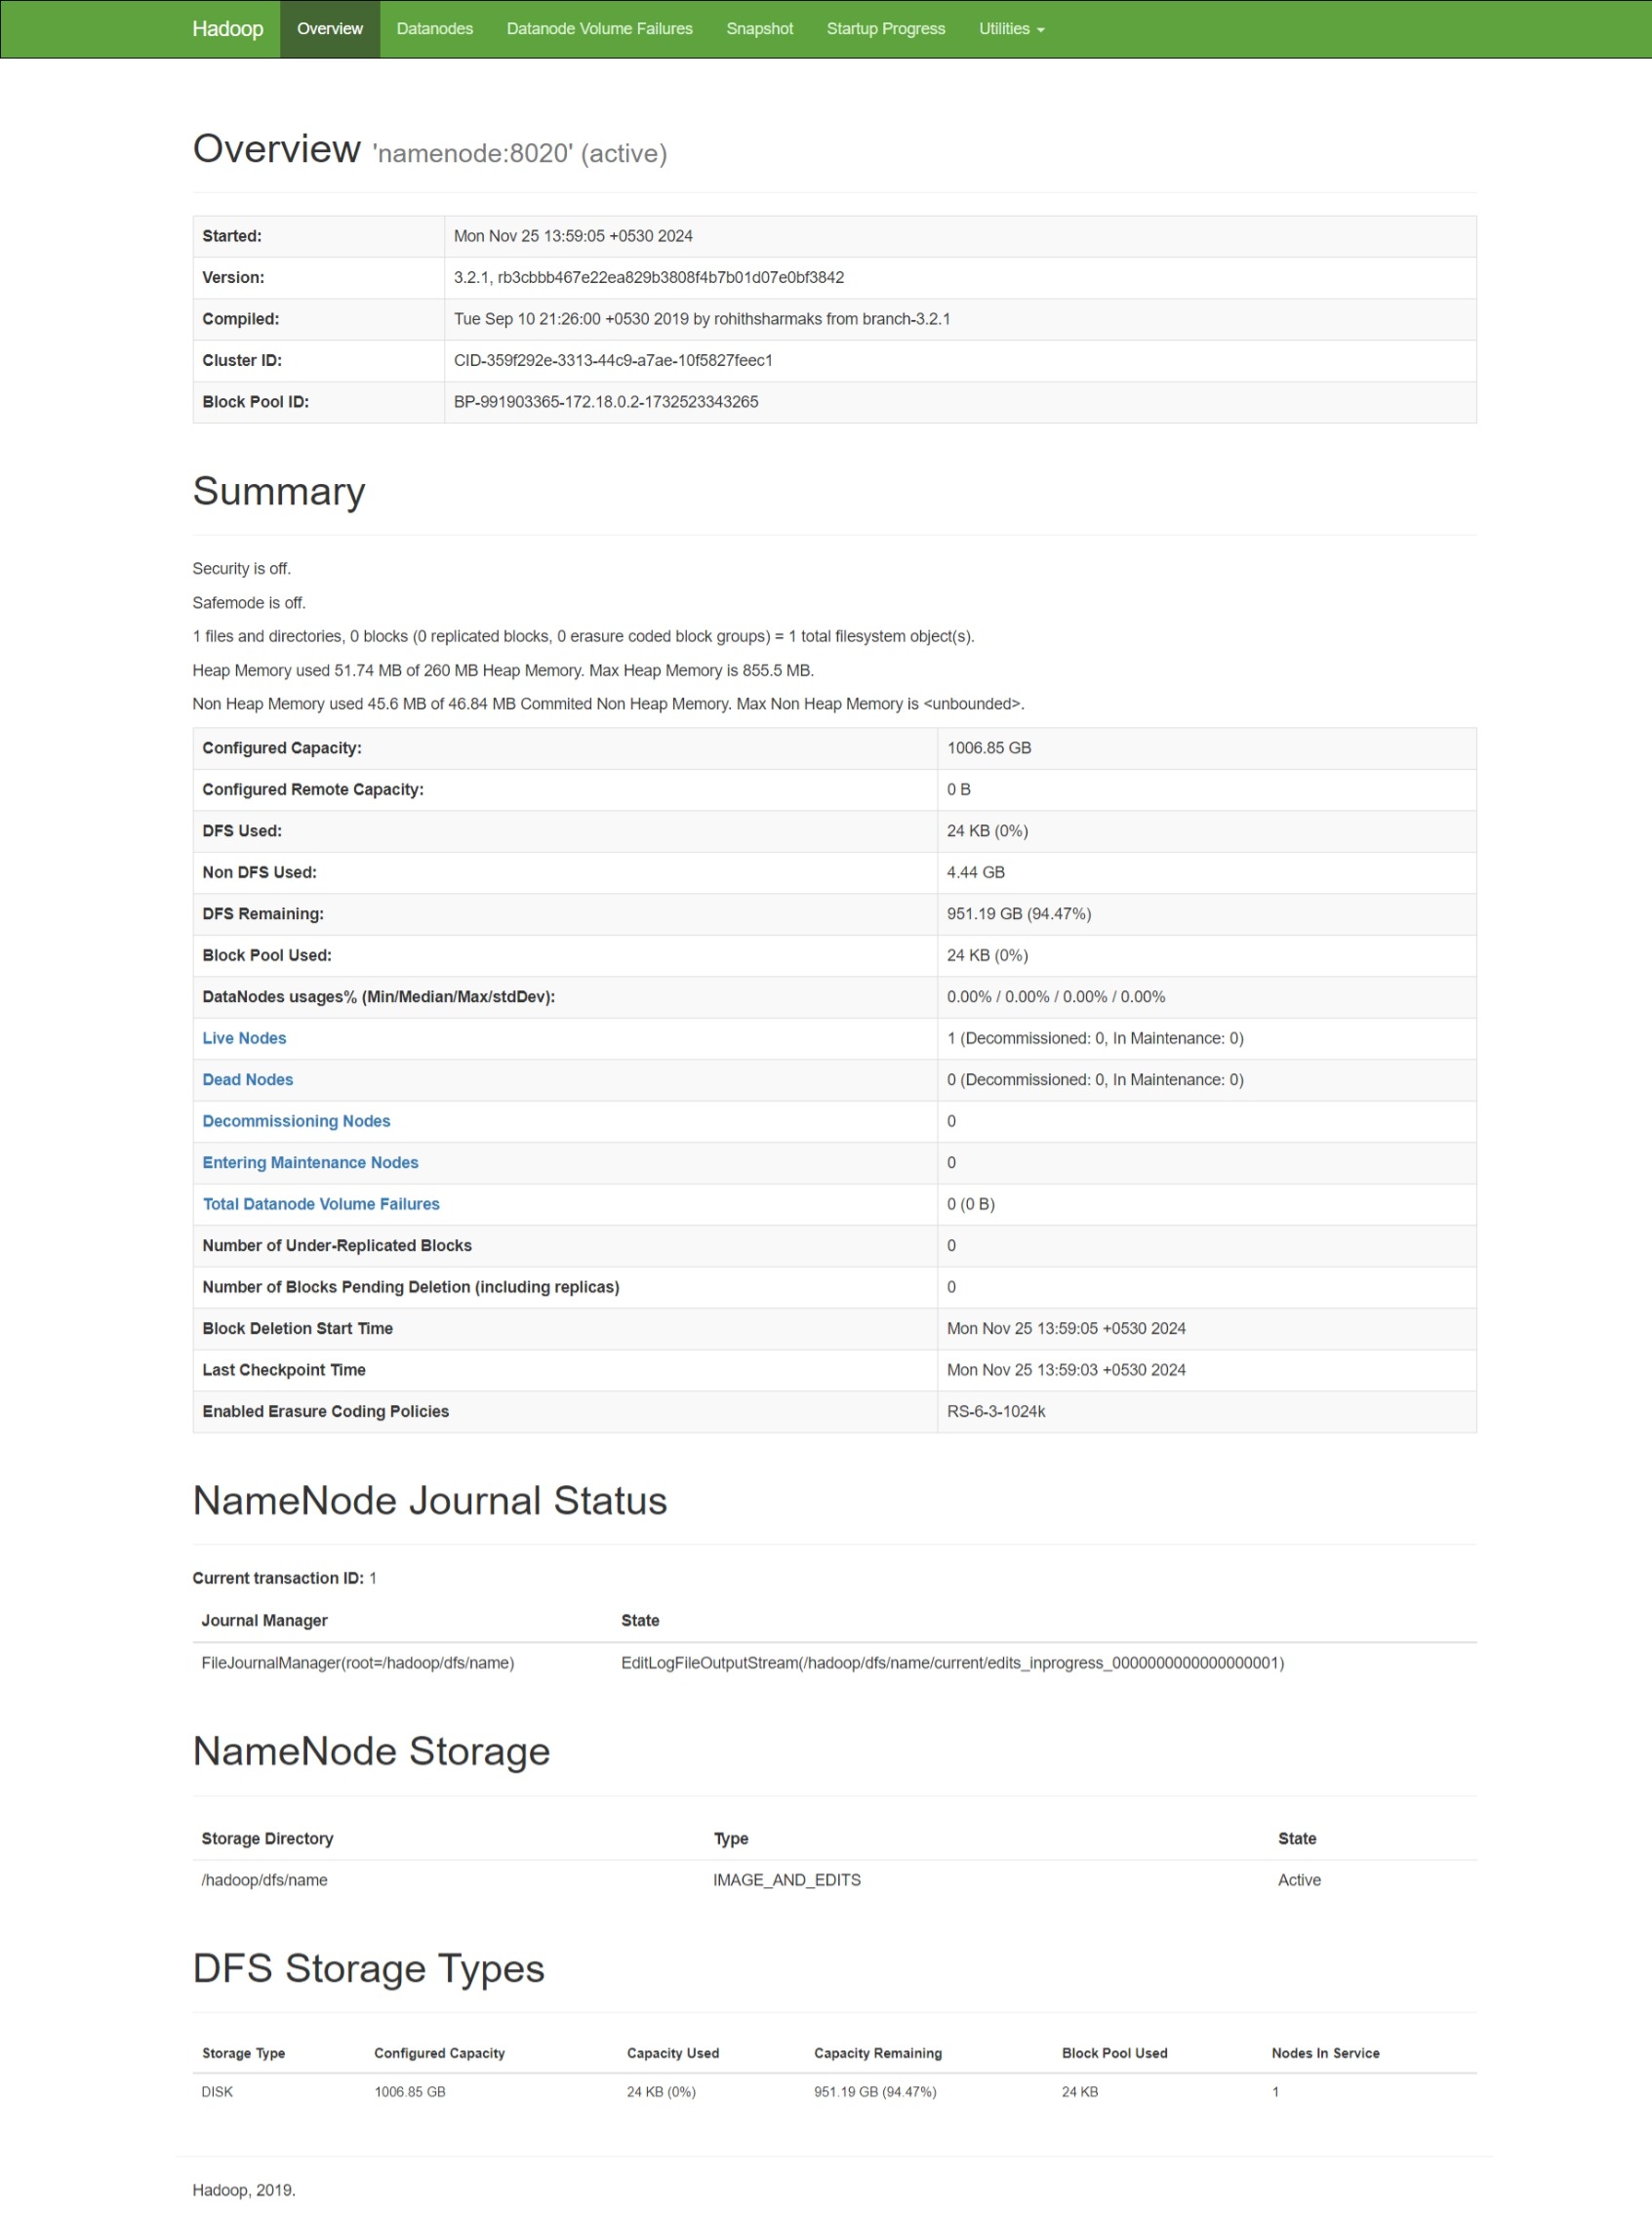 Hadoop Overview Datanodes Datanode Volume Failures Snapshot Startup Progress Utilities
Overview 'namenode:8020' (active)
Started: Mon Nov 25 13:59:05 +0530 2024
Version: 3.2.1, rb3cbbb467e22ea829b3808f4b7b01d07e0bf3842
Compiled: Tue Sep 10 21:26:00 +0530 2019 by rohithsharmaks from branch-3.2.1
Cluster ID: CID-359f292e-3313-44c9-a7ae-10f5827feec1
Block Pool ID: BP-991903365-172.18.0.2-1732523343265
Summary
Security is off.
Safemode is off.
1 files and directories, 0 blocks (0 replicated blocks, 0 erasure coded block groups) = 1 total filesystem object(s).
Heap Memory used 51.74 MB of 260 MB Heap Memory. Max Heap Memory is 855.5 MB.
Non Heap Memory used 45.6 MB of 46.84 MB Commited Non Heap Memory. Max Non Heap Memory is <unbounded>.
Configured Capacity: 1006.85 GB
Configured Remote Capacity: 0 B
DFS Used: 24 KB (0%)
Non DFS Used: 4.44 GB
DFS Remaining: 951.19 GB (94.47%)
Block Pool Used: 24 KB (0%)
DataNodes usages% (Min/Median/Max/stdDev): 0.00% / 0.00% / 0.00% / 0.00%
Live Nodes 1 (Decommissioned: 0, In Maintenance: 0)
Dead Nodes 0 (Decommissioned: 0, In Maintenance: 0)
Decommissioning Nodes 0
Entering Maintenance Nodes 0
Total Datanode Volume Failures 0 (0 B)
Number of Under-Replicated Blocks 0
Number of Blocks Pending Deletion (including replicas) 0
Block Deletion Start Time Mon Nov 25 13:59:05 +0530 2024
Last Checkpoint Time Mon Nov 25 13:59:03 +0530 2024
Enabled Erasure Coding Policies RS-6-3-1024k
NameNode Journal Status
Current transaction ID: 1
Journal Manager State
FileJournalManager(root=/hadoop/dfs/name) EditLogFileOutputStream(/hadoop/dfs/name/current/edits_inprogress_0000000000000000001)
NameNode Storage
Storage Directory Type State
/hadoop/dfs/name IMAGE_AND_EDITS Active
DFS Storage Types
Storage Type Configured Capacity Capacity Used Capacity Remaining Block Pool Used Nodes In Service
DISK 1006.85 GB 24 KB (0%) 951.19 GB (94.47%) 24 KB 1
Hadoop, 2019.